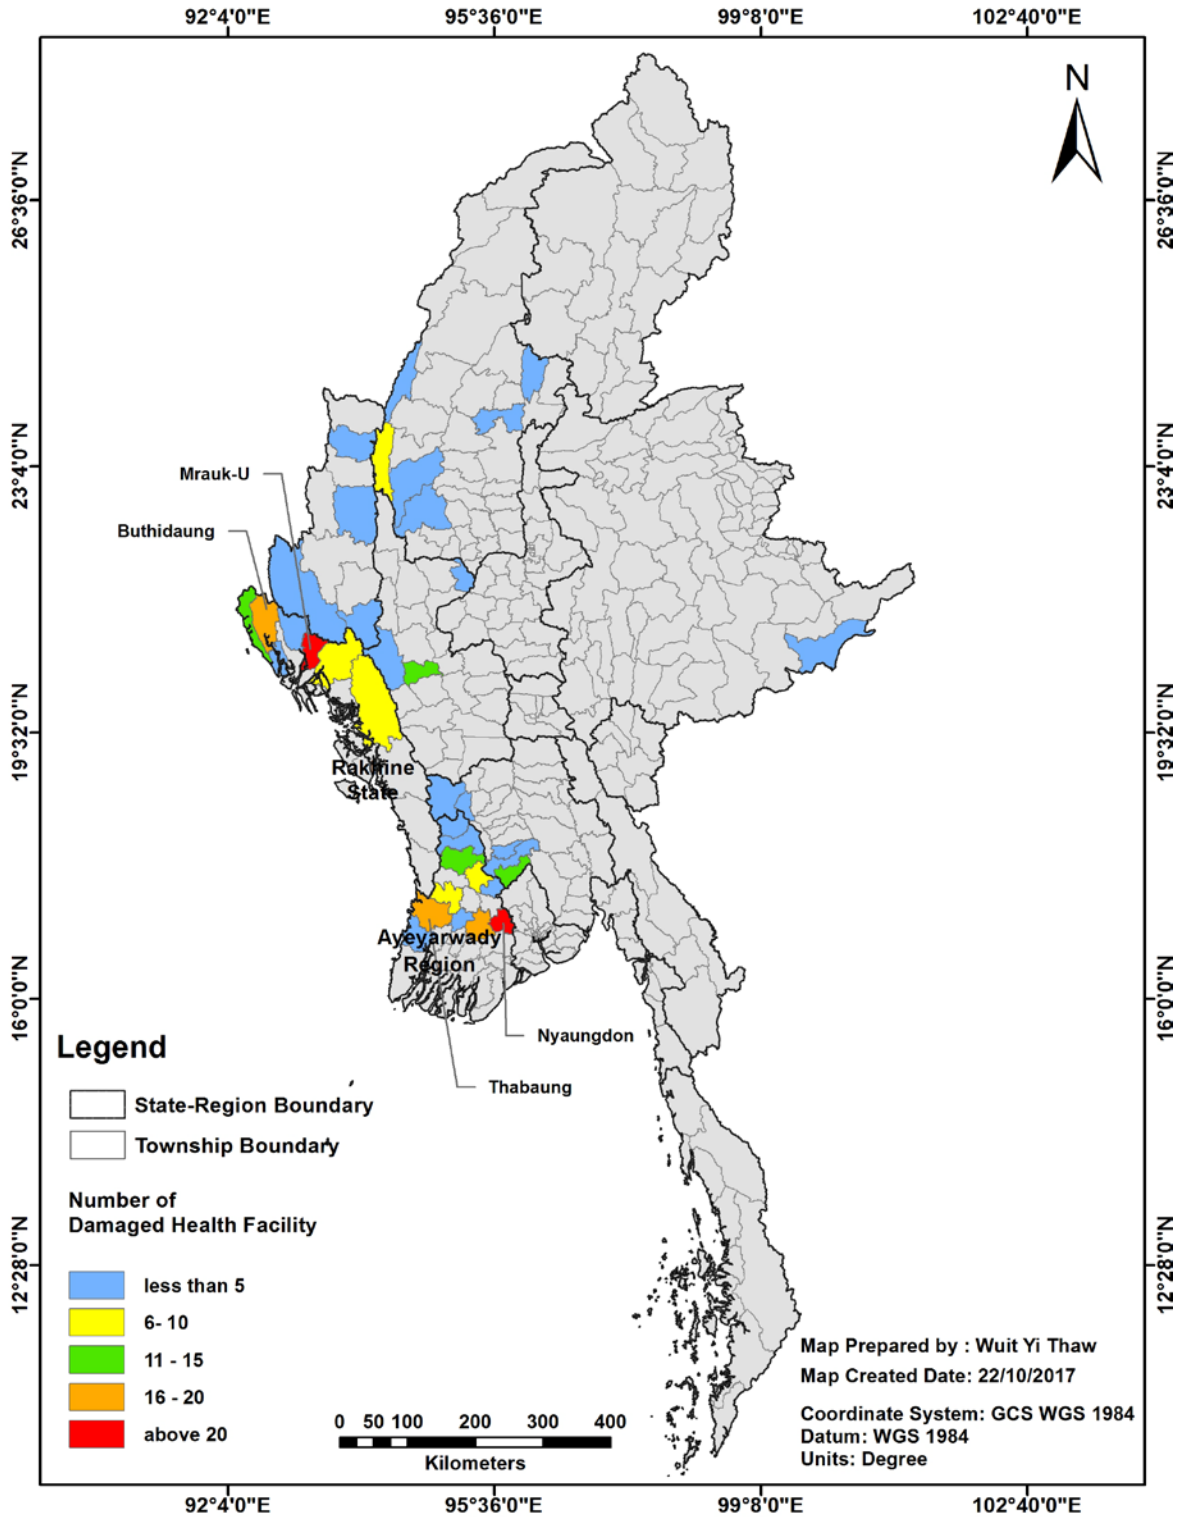 92°4'0"E 95°36'0"E 99°8'0"E 102°40'0"E
N
26°36'0"N 26°36'0"N
23°4'0"N 23°4'0"N
Mrauk-U
Buthidaung
19°32'0"N 19°32'0"N
Rakhine
State
Ayeyarwady
Region
16°0'0"N 16°0'0"N
Nyaungdon
Thabaung
Legend
State-Region Boundary
Township Boundary
Number of
Damaged Health Facility
12°28'0"N 12°28'0"N
less than 5
6- 10
11 - 15
16 - 20
above 20
0 50 100 200 300 400
Kilometers
Map Prepared by : Wuit Yi Thaw
Map Created Date: 22/10/2017
Coordinate System: GCS WGS 1984
Datum: WGS 1984
Units: Degree
92°4'0"E 95°36'0"E 99°8'0"E 102°40'0"E